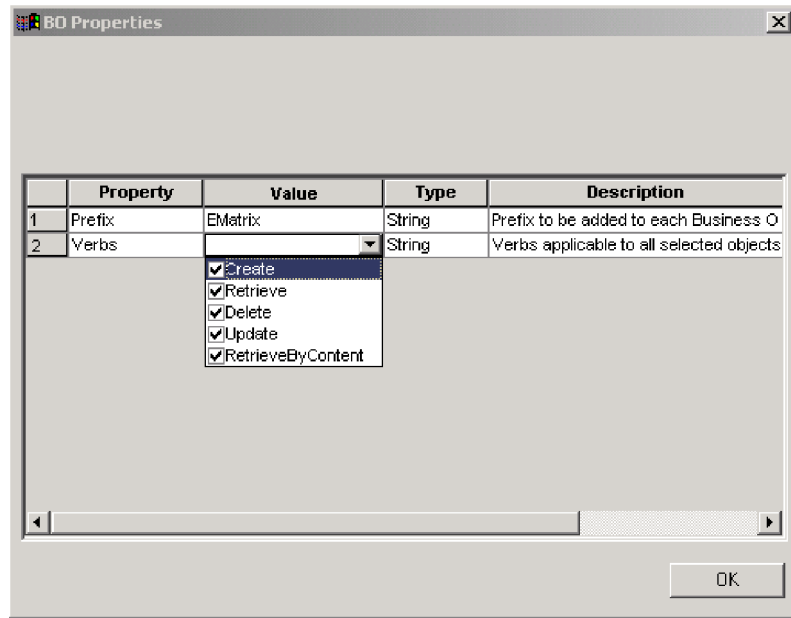 BO Properties
Property Value Type Description
1 Prefix EMatrix String Prefix to be added to each Business O
2 Verbs String Verbs applicable to all selected objects
Create
Retrieve
Delete
Update
RetrieveByContent
OK